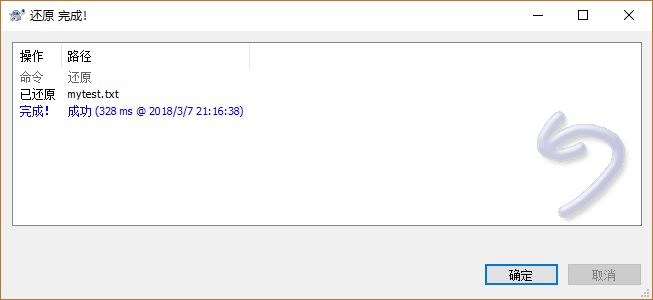 还原 完成!
操作 路径
命令 还原
已还原 mytest.txt
完成! 成功 (328 ms @ 2018/3/7 21:16:38)
确定 取消